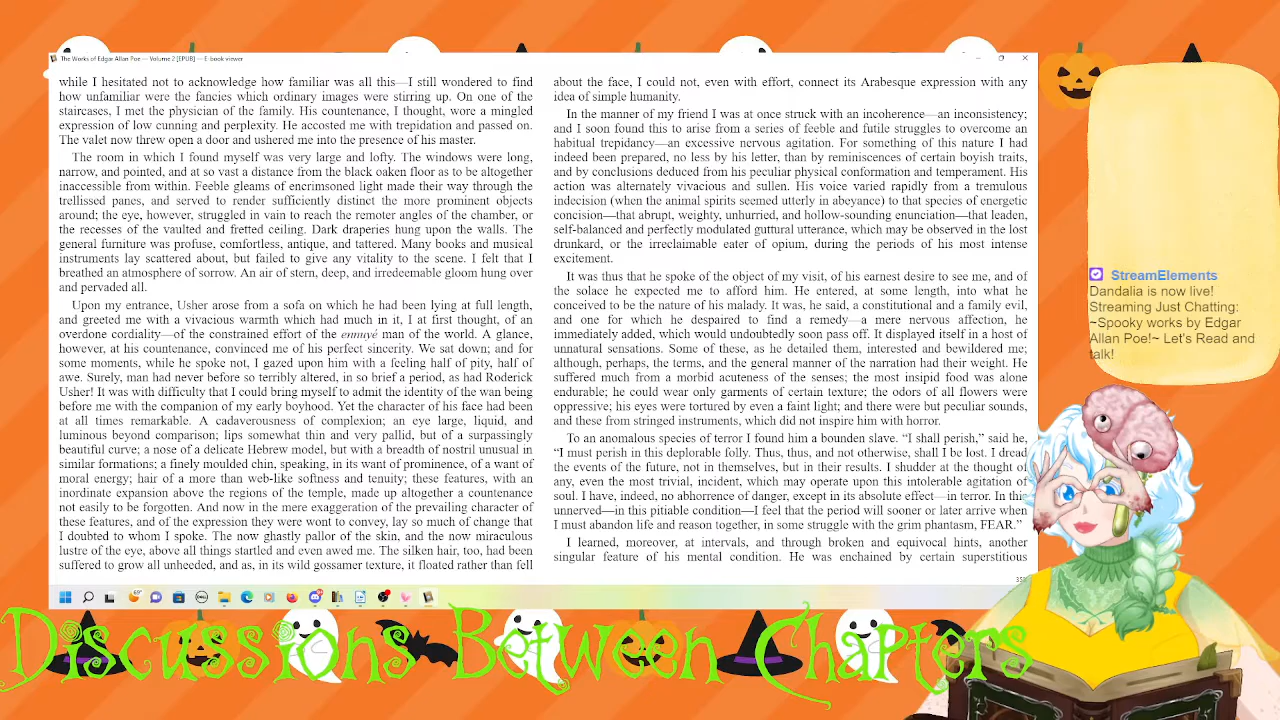 The Works of Edgar Allan Poe — Volume 2 [EPUB] — E-book viewer
while I hesitated not to acknowledge how familiar was all this—I still wondered to find
how unfamiliar were the fancies which ordinary images were stirring up. On one of the
staircases, I met the physician of the family. His countenance, I thought, wore a mingled
expression of low cunning and perplexity. He accosted me with trepidation and passed on.
The valet now threw open a door and ushered me into the presence of his master.
The room in which I found myself was very large and lofty. The windows were long,
narrow, and pointed, and at so vast a distance from the black oaken floor as to be altogether
inaccessible from within. Feeble gleams of encrimsoned light made their way through the
trellissed panes, and served to render sufficiently distinct the more prominent objects
around; the eye, however, struggled in vain to reach the remoter angles of the chamber, or
the recesses of the vaulted and fretted ceiling. Dark draperies hung upon the walls. The
general furniture was profuse, comfortless, antique, and tattered. Many books and musical
instruments lay scattered about, but failed to give any vitality to the scene. I felt that I
breathed an atmosphere of sorrow. An air of stern, deep, and irredeemable gloom hung over
and pervaded all.
Upon my entrance, Usher arose from a sofa on which he had been lying at full length,
and greeted me with a vivacious warmth which had much in it, I at first thought, of an
overdone cordiality—of the constrained effort of the ennuyé man of the world. A glance,
however, at his countenance, convinced me of his perfect sincerity. We sat down; and for
some moments, while he spoke not, I gazed upon him with a feeling half of pity, half of
awe. Surely, man had never before so terribly altered, in so brief a period, as had Roderick
Usher! It was with difficulty that I could bring myself to admit the identity of the wan being
before me with the companion of my early boyhood. Yet the character of his face had been
at all times remarkable. A cadaverousness of complexion; an eye large, liquid, and
luminous beyond comparison; lips somewhat thin and very pallid, but of a surpassingly
beautiful curve; a nose of a delicate Hebrew model, but with a breadth of nostril unusual in
similar formations; a finely moulded chin, speaking, in its want of prominence, of a want of
moral energy; hair of a more than web-like softness and tenuity; these features, with an
inordinate expansion above the regions of the temple, made up altogether a countenance
not easily to be forgotten. And now in the mere exaggeration of the prevailing character of
these features, and of the expression they were wont to convey, lay so much of change that
I doubted to whom I spoke. The now ghastly pallor of the skin, and the now miraculous
lustre of the eye, above all things startled and even awed me. The silken hair, too, had been
suffered to grow all unheeded, and as, in its wild gossamer texture, it floated rather than fell
about the face, I could not, even with effort, connect its Arabesque expression with any
idea of simple humanity.
In the manner of my friend I was at once struck with an incoherence—an inconsistency;
and I soon found this to arise from a series of feeble and futile struggles to overcome an
habitual trepidancy—an excessive nervous agitation. For something of this nature I had
indeed been prepared, no less by his letter, than by reminiscences of certain boyish traits,
and by conclusions deduced from his peculiar physical conformation and temperament. His
action was alternately vivacious and sullen. His voice varied rapidly from a tremulous
indecision (when the animal spirits seemed utterly in abeyance) to that species of energetic
concision—that abrupt, weighty, unhurried, and hollow-sounding enunciation—that leaden,
self-balanced and perfectly modulated guttural utterance, which may be observed in the lost
drunkard, or the irreclaimable eater of opium, during the periods of his most intense
excitement.
It was thus that he spoke of the object of my visit, of his earnest desire to see me, and of
the solace he expected me to afford him. He entered, at some length, into what he
conceived to be the nature of his malady. It was, he said, a constitutional and a family evil,
and one for which he despaired to find a remedy—a mere nervous affection, he
immediately added, which would undoubtedly soon pass off. It displayed itself in a host of
unnatural sensations. Some of these, as he detailed them, interested and bewildered me;
although, perhaps, the terms, and the general manner of the narration had their weight. He
suffered much from a morbid acuteness of the senses; the most insipid food was alone
endurable; he could wear only garments of certain texture; the odors of all flowers were
oppressive; his eyes were tortured by even a faint light; and there were but peculiar sounds,
and these from stringed instruments, which did not inspire him with horror.
To an anomalous species of terror I found him a bounden slave. “I shall perish,” said he,
“I must perish in this deplorable folly. Thus, thus, and not otherwise, shall I be lost. I dread
the events of the future, not in themselves, but in their results. I shudder at the thought of
any, even the most trivial, incident, which may operate upon this intolerable agitation of
soul. I have, indeed, no abhorrence of danger, except in its absolute effect—in terror. In this
unnerved—in this pitiable condition—I feel that the period will sooner or later arrive when
I must abandon life and reason together, in some struggle with the grim phantasm, FEAR.”
I learned, moreover, at intervals, and through broken and equivocal hints, another
singular feature of his mental condition. He was enchained by certain superstitious
StreamElements
Dandalia is now live!
Streaming Just Chatting:
~Spooky works by Edgar
Allan Poe!~ Let's Read and
talk!
Discussions Between Chapters